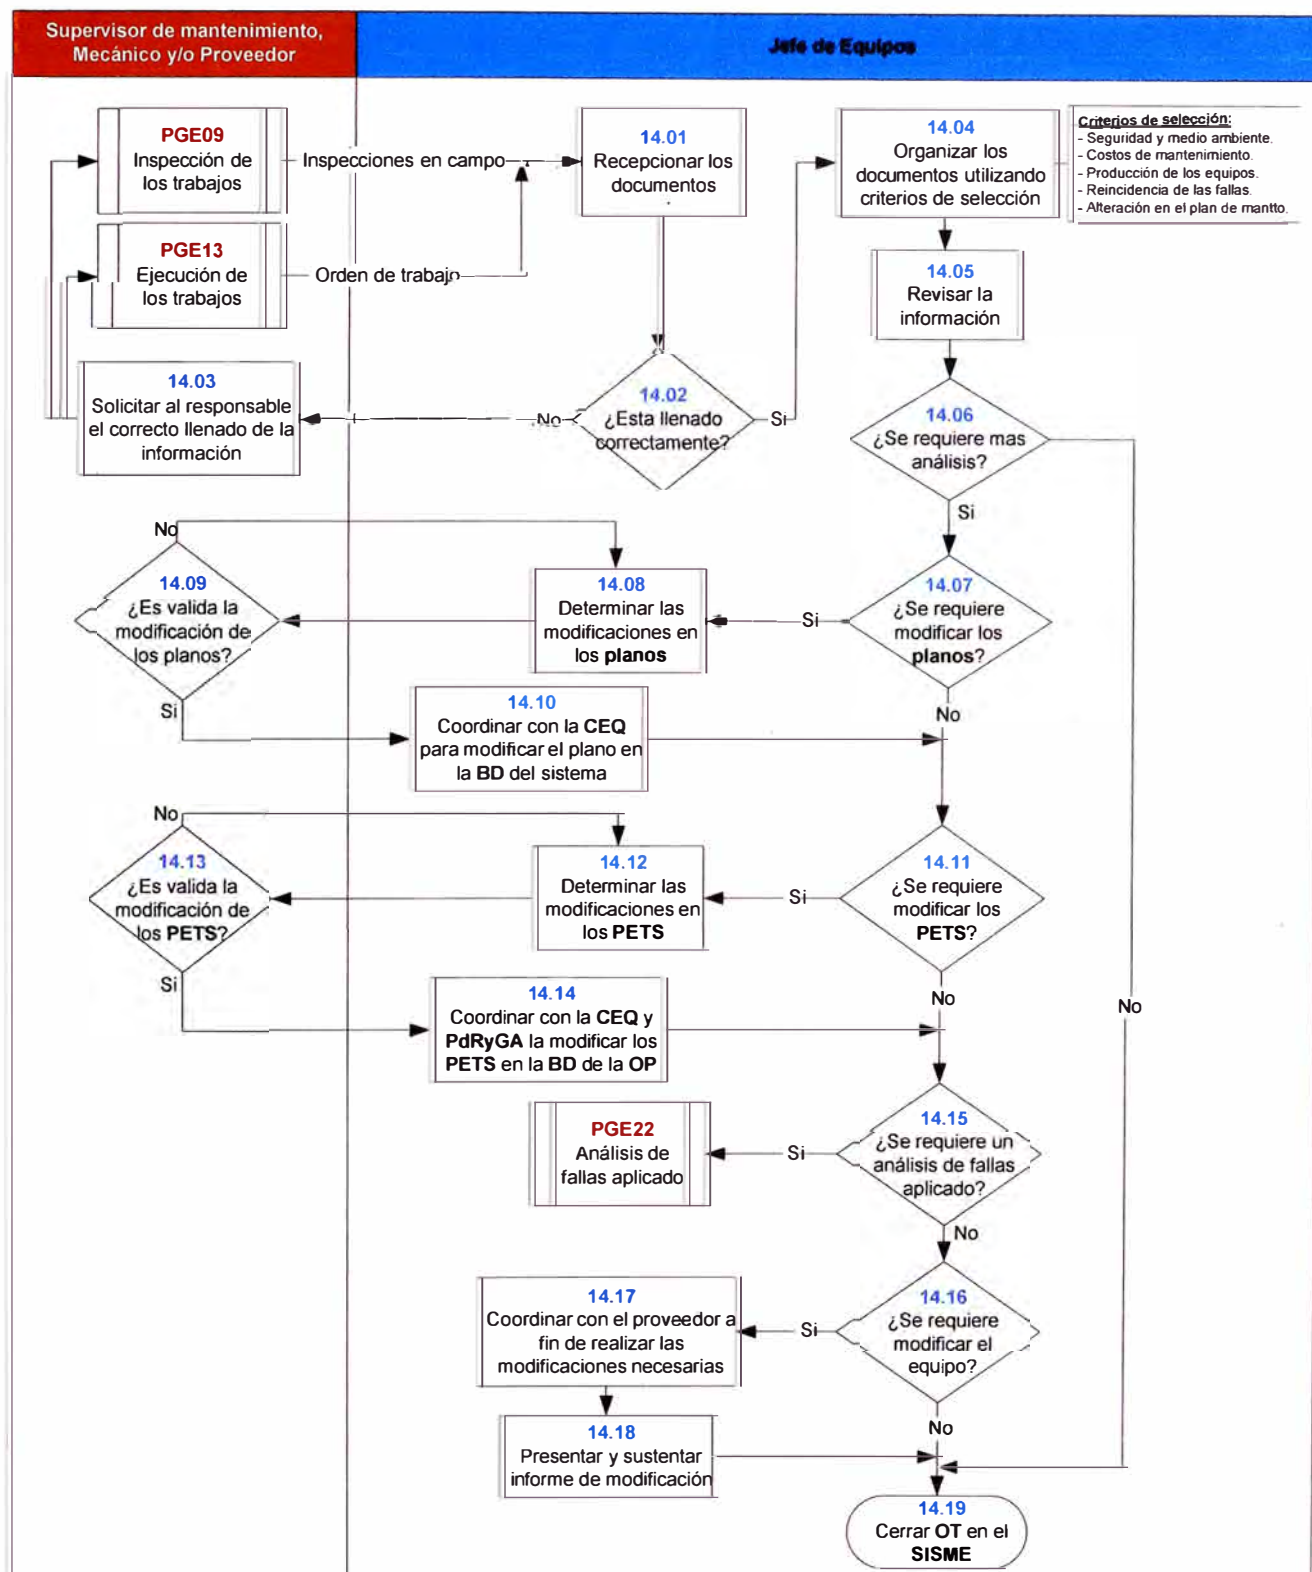 Supervisor de mantenimiento,
Mecánico y/o Proveedor
Jefe de Equipos
PGE09
Inspección de
los trabajos
Inspecciones en campo
14.01
Recepcionar los
documentos
14.04
Organizar los
documentos utilizando
criterios de selección
Criterios de selección:
- Seguridad y medio ambiente.
- Costos de mantenimiento.
- Producción de los equipos.
- Reincidencia de las fallas.
- Alteración en el plan de mantto.
PGE13
Ejecución de
los trabajos
Orden de trabajo
14.05
Revisar la
información
14.03
Solicitar al responsable
el correcto llenado de la
información
No
14.02
¿Esta llenado
correctamente?
Si
14.06
¿Se requiere mas
análisis?
Si
No
No
14.09
¿Es valida la
modificación de
los planos?
Si
14.08
Determinar las
modificaciones en
los planos
Si
14.07
¿Se requiere
modificar los
planos?
No
14.10
Coordinar con la CEQ
para modificar el plano en
la BD del sistema
No
14.13
¿Es valida la
modificación de
los PETS?
Si
14.12
Determinar las
modificaciones en
los PETS
Si
14.11
¿Se requiere
modificar los
PETS?
No
14.14
Coordinar con la CEQ y
PdRyGA la modificar los
PETS en la BD de la OP
PGE22
Análisis de
fallas aplicado
Si
14.15
¿Se requiere un
análisis de fallas
aplicado?
No
14.17
Coordinar con el proveedor a
fin de realizar las
modificaciones necesarias
Si
14.16
¿Se requiere
modificar el
equipo?
No
14.18
Presentar y sustentar
informe de modificación
14.19
Cerrar OT en el
SISME